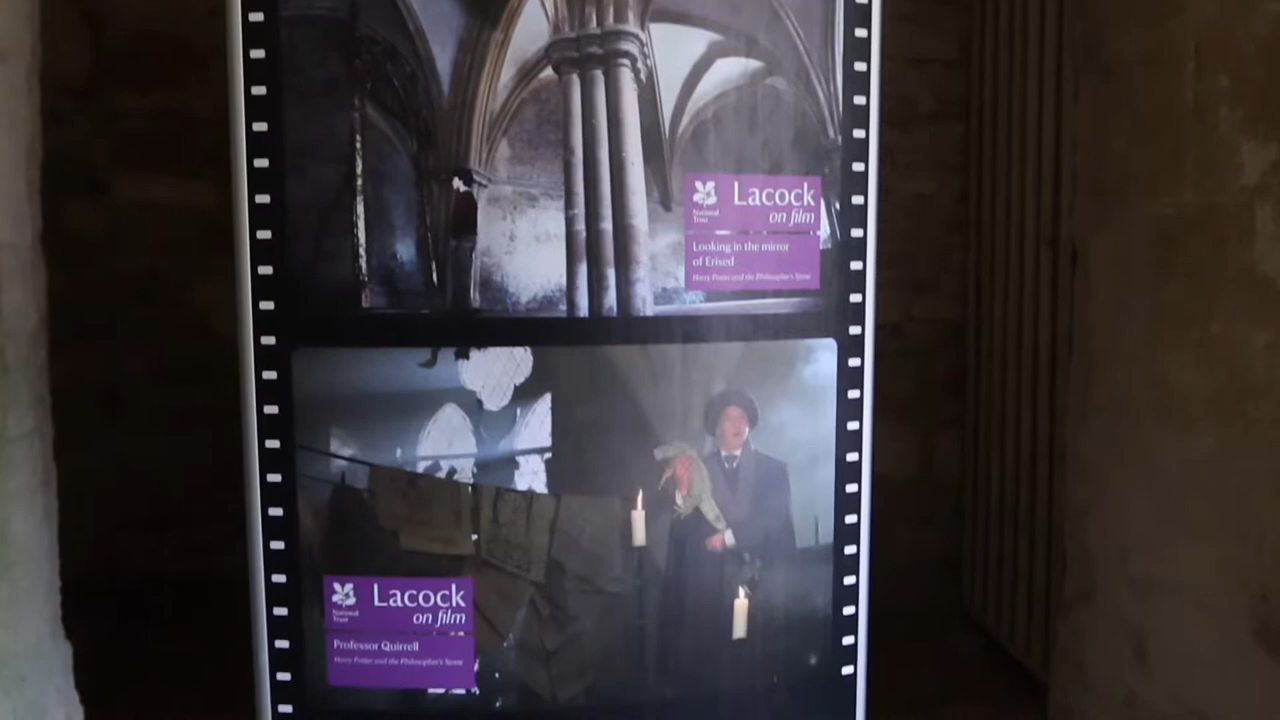 Lacock
on film
National
Trust
Looking in the mirror
of Erised
Harry Potter and the Philosopher's Stone
Lacock
on film
National
Trust
Professor Quirrell
Harry Potter and the Philosopher's Stone